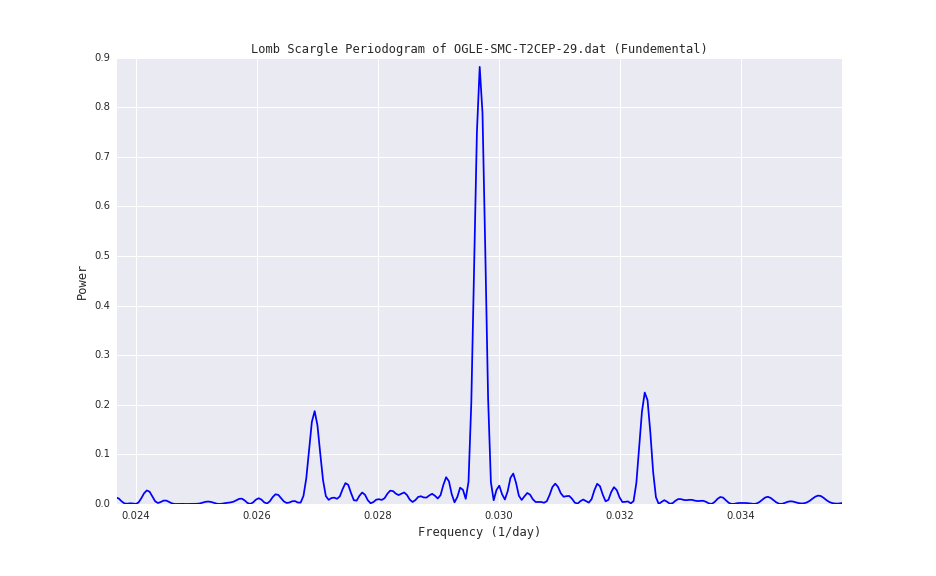 Lomb Scargle Periodogram of OGLE-SMC-T2CEP-29.dat (Fundemental)
0.9
0.8
0.7
0.6
0.5
0.4
0.3
0.2
0.1
0.0
Power
0.024 0.026 0.028 0.030 0.032 0.034
Frequency (1/day)